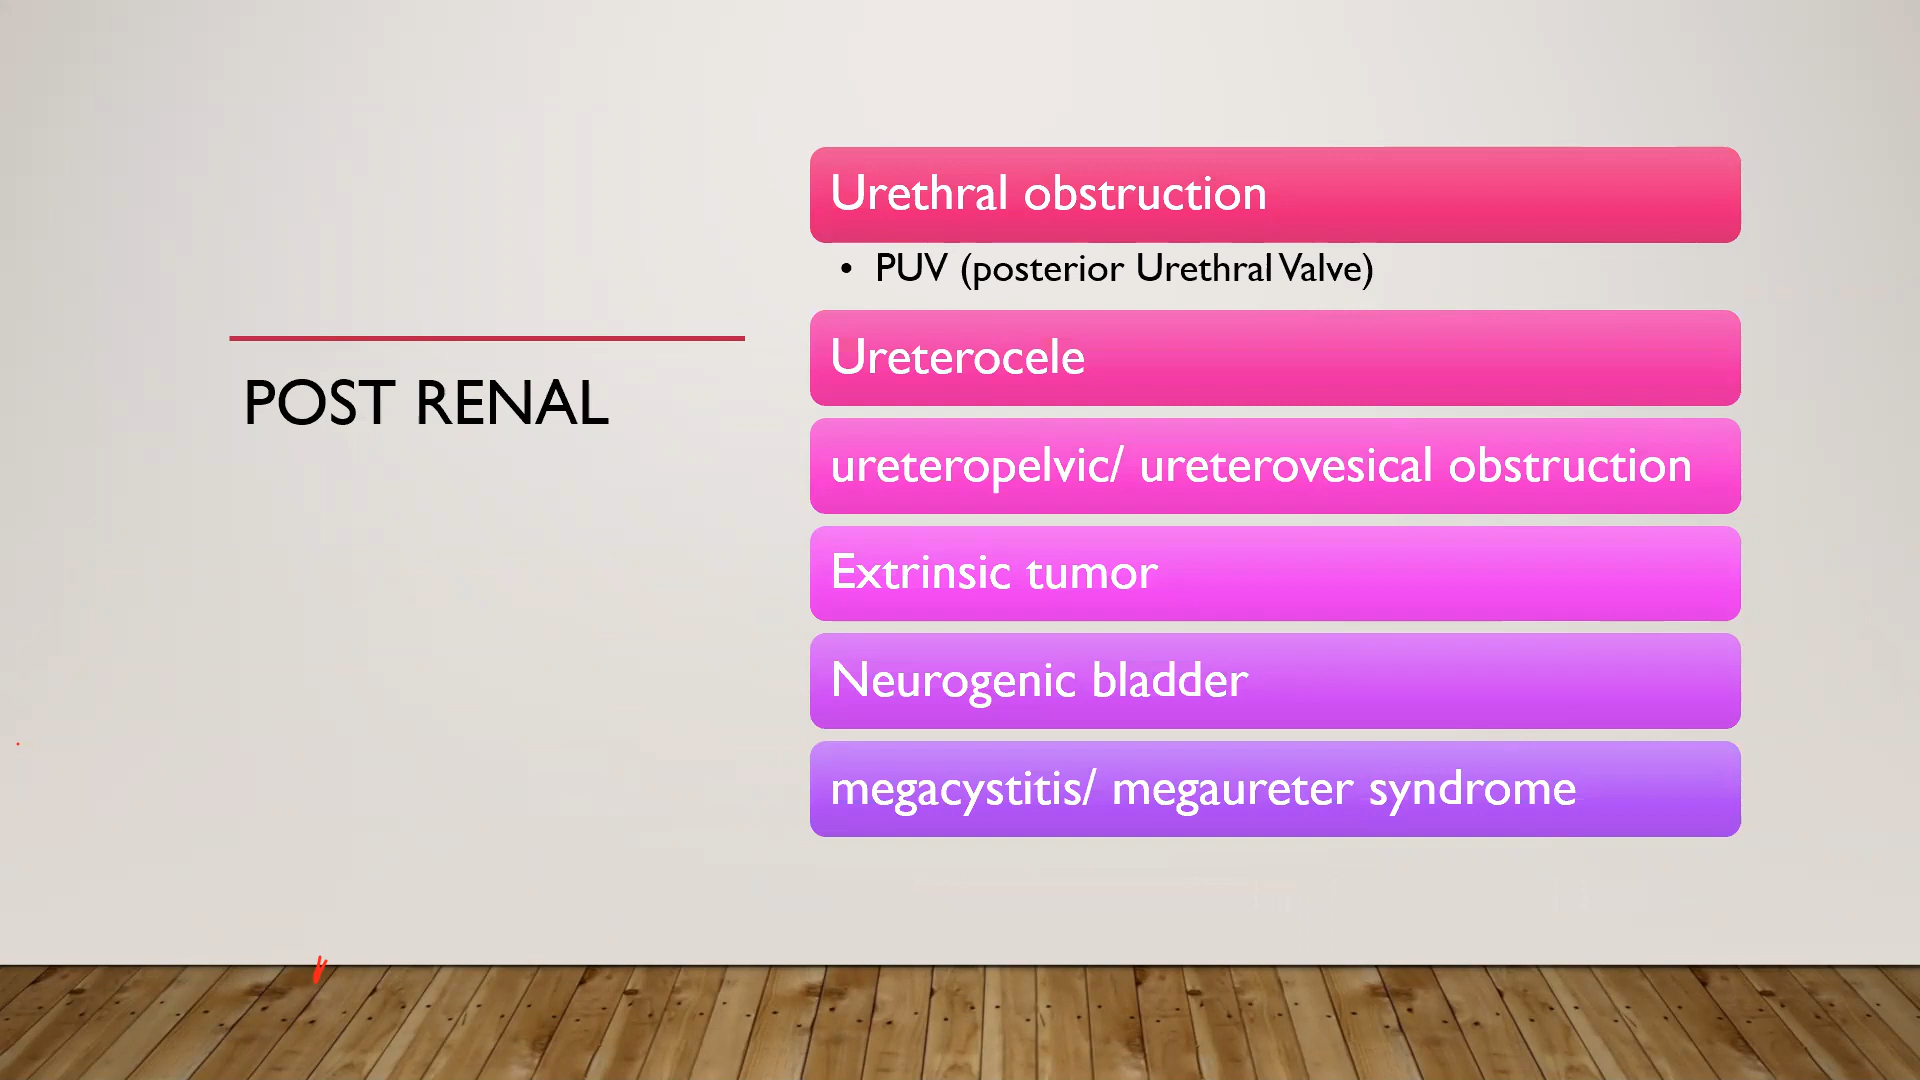 POST RENAL
Urethral obstruction
• PUV (posterior Urethral Valve)
Ureterocele
ureteropelvic/ ureterovesical obstruction
Extrinsic tumor
Neurogenic bladder
megacystitis/ megaureter syndrome